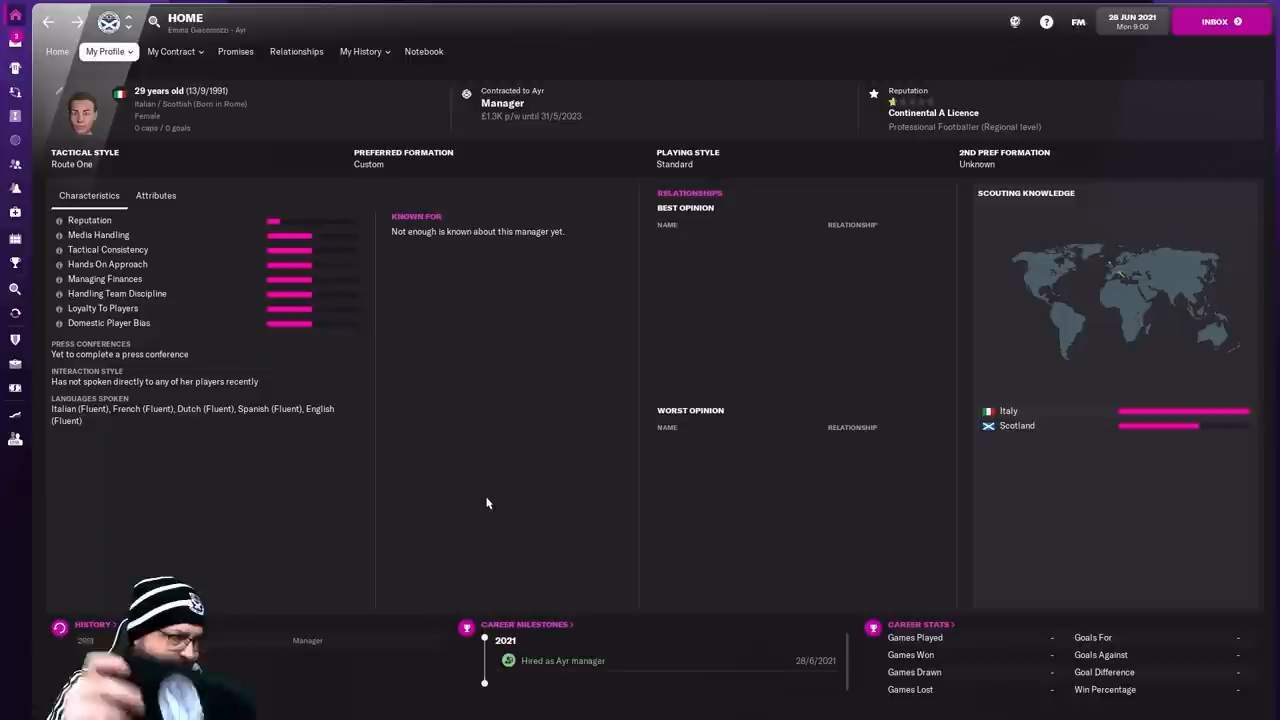 HOME
Emma Giacomozzi - Ayr
FM
28 JUN 2021
Mon 9:00
INBOX
3
Home
My Profile
My Contract
Promises
Relationships
My History
Notebook
29 years old (13/9/1991)
Italian / Scottish (Born in Rome)
Female
0 caps / 0 goals
Contracted to Ayr
Manager
£1.3K p/w until 31/5/2023
Reputation
Continental A Licence
Professional Footballer (Regional level)
TACTICAL STYLE
Route One
PREFERRED FORMATION
Custom
PLAYING STYLE
Standard
2ND PREF FORMATION
Unknown
Characteristics
Attributes
Reputation
Media Handling
Tactical Consistency
Hands On Approach
Managing Finances
Handling Team Discipline
Loyalty To Players
Domestic Player Bias
PRESS CONFERENCES
Yet to complete a press conference
INTERACTION STYLE
Has not spoken directly to any of her players recently
LANGUAGES SPOKEN
Italian (Fluent), French (Fluent), Dutch (Fluent), Spanish (Fluent), English
(Fluent)
KNOWN FOR
Not enough is known about this manager yet.
RELATIONSHIPS
BEST OPINION
NAME RELATIONSHIP
WORST OPINION
NAME RELATIONSHIP
SCOUTING KNOWLEDGE
Italy
Scotland
HISTORY >
Manager
CAREER MILESTONES >
2021
Hired as Ayr manager 28/6/2021
CAREER STATS >
Games Played - Goals For -
Games Won - Goals Against -
Games Drawn - Goal Difference -
Games Lost - Win Percentage -